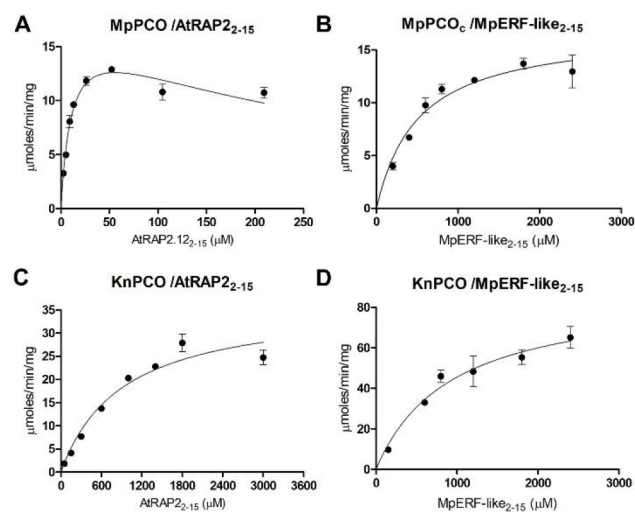 A
MpPCO /AtRAP2₂₋₁₅
μmoles/min/mg
15
10
5
0
0 50 100 150 200 250
AtRAP2.12₂₋₁₅ (μM)
B
MpPCO꜀ /MpERF-like₂₋₁₅
μmoles/min/mg
15
10
5
0
0 1000 2000 3000
MpERF-like₂₋₁₅ (μM)
C
KnPCO /AtRAP2₂₋₁₅
μmoles/min/mg
35
30
25
20
15
10
5
0
0 600 1200 1800 2400 3000 3600
AtRAP2₂₋₁₅ (μM)
D
KnPCO /MpERF-like₂₋₁₅
μmoles/min/mg
80
60
40
20
0
0 1000 2000 3000
MpERF-like₂₋₁₅ (μM)